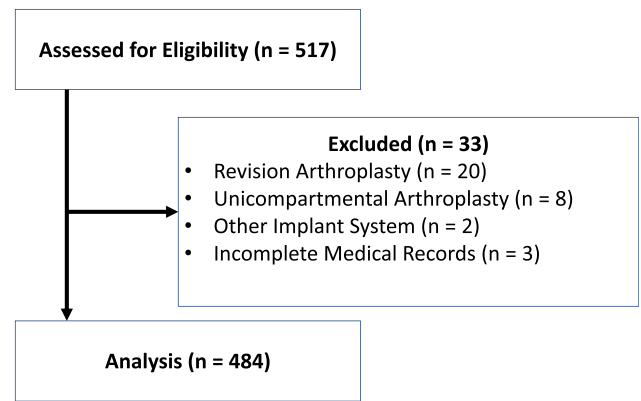 Assessed for Eligibility (n = 517)
Excluded (n = 33)
• Revision Arthroplasty (n = 20)
• Unicompartmental Arthroplasty (n = 8)
• Other Implant System (n = 2)
• Incomplete Medical Records (n = 3)
Analysis (n = 484)